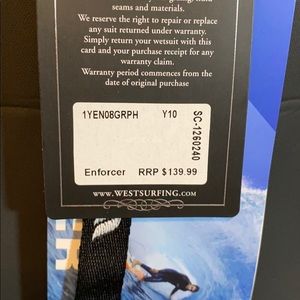 seams and materials.
We reserve the right to repair or replace
any suit returned under warranty.
Simply return your wetsuit with this
card and your purchase receipt for any
warranty claim.
Warranty period commences from the
date of original purchase
1YEN08GRPH Y10
SC-1260240
Enforcer RRP $139.99
WWW.WESTSURFING.COM
ER